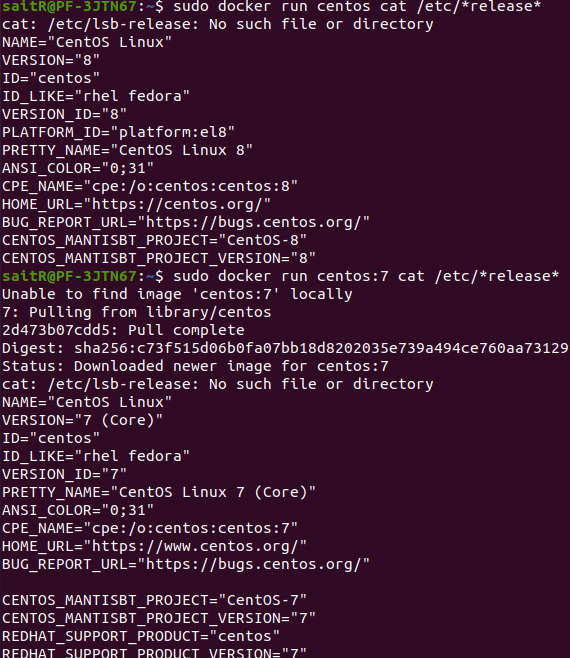 saitR@PF-3JTN67:~$ sudo docker run centos cat /etc/*release*
cat: /etc/lsb-release: No such file or directory
NAME="CentOS Linux"
VERSION="8"
ID="centos"
ID_LIKE="rhel fedora"
VERSION_ID="8"
PLATFORM_ID="platform:el8"
PRETTY_NAME="CentOS Linux 8"
ANSI_COLOR="0;31"
CPE_NAME="cpe:/o:centos:centos:8"
HOME_URL="https://centos.org/"
BUG_REPORT_URL="https://bugs.centos.org/"
CENTOS_MANTISBT_PROJECT="CentOS-8"
CENTOS_MANTISBT_PROJECT_VERSION="8"
saitR@PF-3JTN67:~$ sudo docker run centos:7 cat /etc/*release*
Unable to find image 'centos:7' locally
7: Pulling from library/centos
2d473b07cdd5: Pull complete
Digest: sha256:c73f515d06b0fa07bb18d8202035e739a494ce760aa73129
Status: Downloaded newer image for centos:7
cat: /etc/lsb-release: No such file or directory
NAME="CentOS Linux"
VERSION="7 (Core)"
ID="centos"
ID_LIKE="rhel fedora"
VERSION_ID="7"
PRETTY_NAME="CentOS Linux 7 (Core)"
ANSI_COLOR="0;31"
CPE_NAME="cpe:/o:centos:centos:7"
HOME_URL="https://www.centos.org/"
BUG_REPORT_URL="https://bugs.centos.org/"
CENTOS_MANTISBT_PROJECT="CentOS-7"
CENTOS_MANTISBT_PROJECT_VERSION="7"
REDHAT_SUPPORT_PRODUCT="centos"
REDHAT_SUPPORT_PRODUCT_VERSION="7"